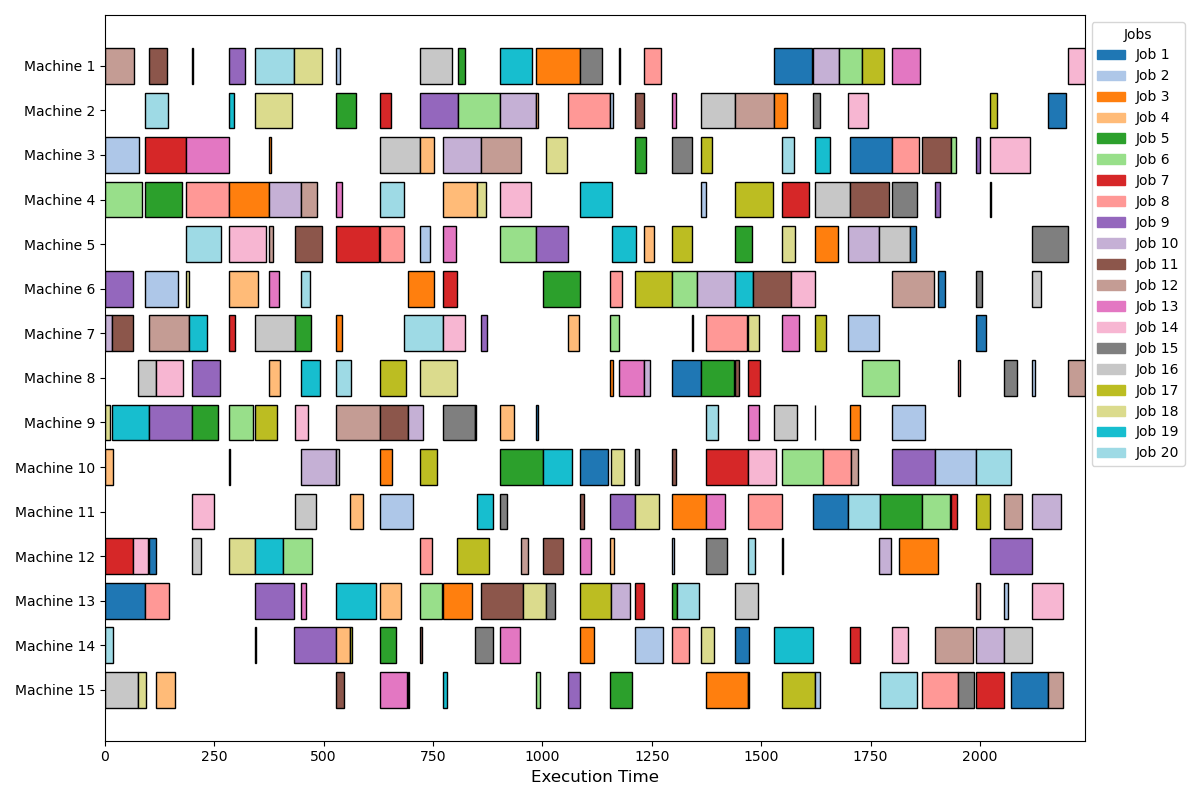 Machine 1
Machine 2
Machine 3
Machine 4
Machine 5
Machine 6
Machine 7
Machine 8
Machine 9
Machine 10
Machine 11
Machine 12
Machine 13
Machine 14
Machine 15
0 250 500 750 1000 1250 1500 1750 2000
Execution Time
Jobs
Job 1
Job 2
Job 3
Job 4
Job 5
Job 6
Job 7
Job 8
Job 9
Job 10
Job 11
Job 12
Job 13
Job 14
Job 15
Job 16
Job 17
Job 18
Job 19
Job 20